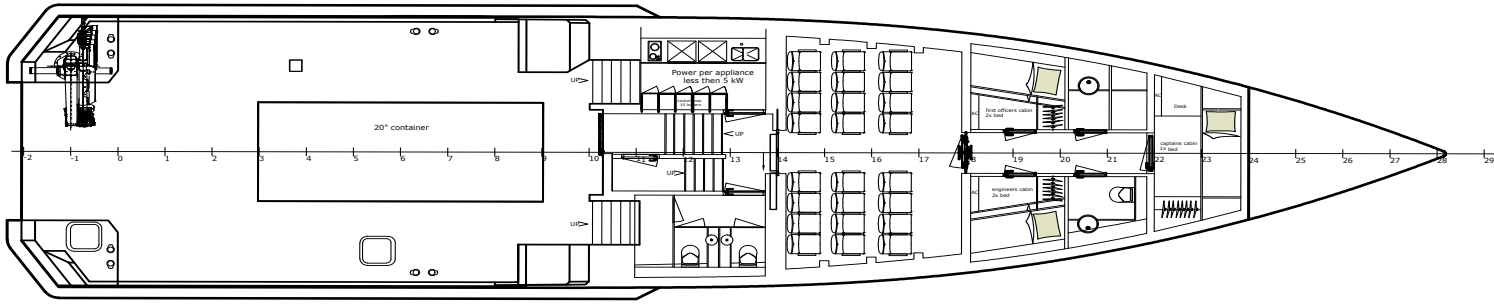 Power per appliance
less then 5 kW
UP
20" container
UP
UP
UP
AC
first officers cabin
2x bed
AC
Desk
captains cabin
1x bed
AC
engineers cabin
2x bed
-2 -1 0 1 2 3 4 5 6 7 8 9 10 11 12 13 14 15 16 17 18 19 20 21 22 23 24 25 26 27 28 29